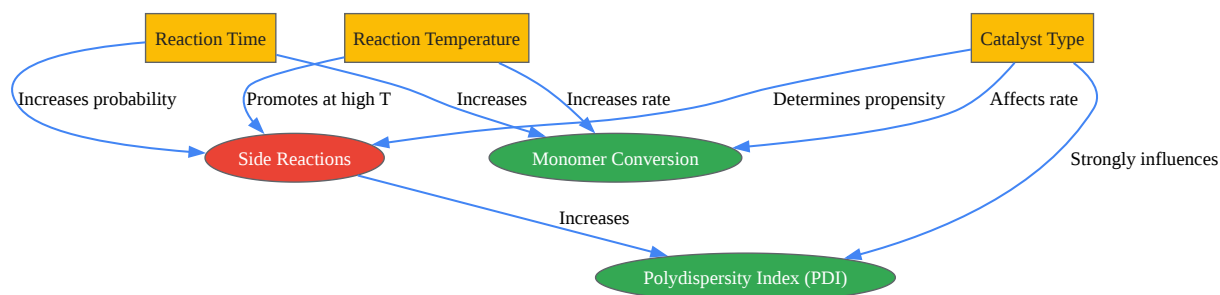 Reaction Time
Reaction Temperature
Catalyst Type
Increases probability
Promotes at high T
Increases
Increases rate
Determines propensity
Affects rate
Side Reactions
Monomer Conversion
Strongly influences
Increases
Polydispersity Index (PDI)